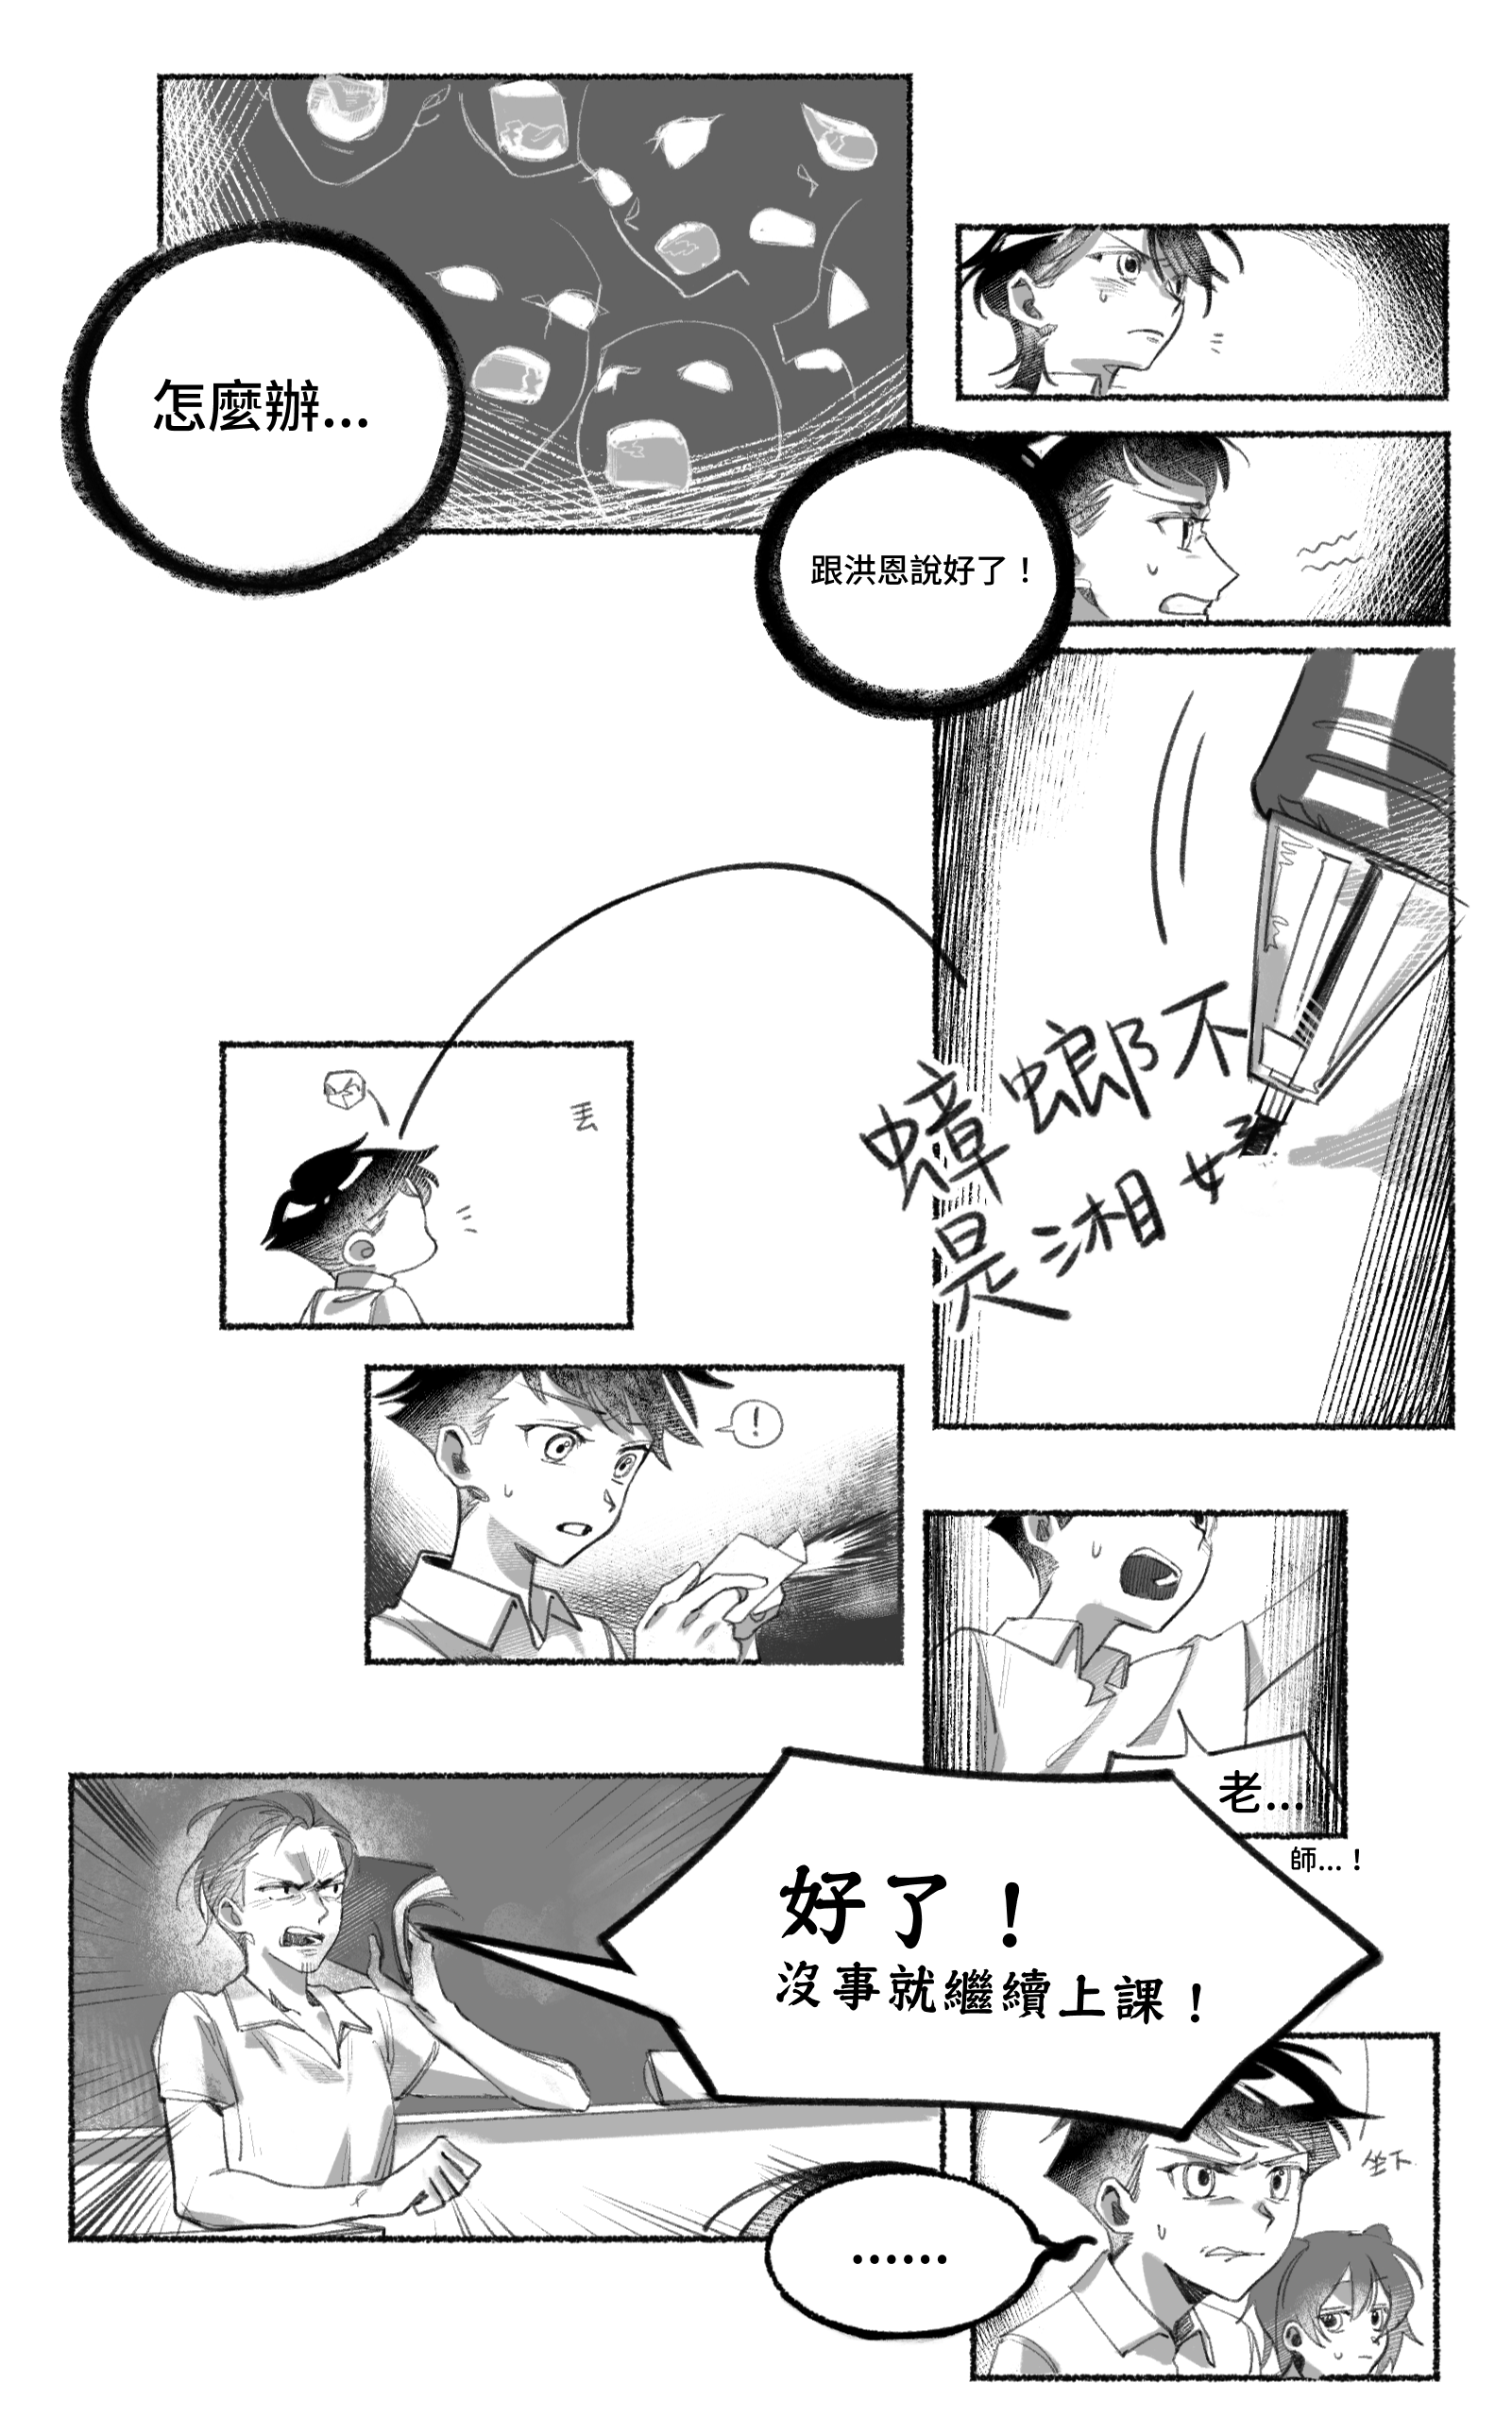 怎麼辦...
跟洪恩說好了！
蟑螂不
是湘妤
丟
！
老...
師...！
好了！
沒事就繼續上課！
坐下
......